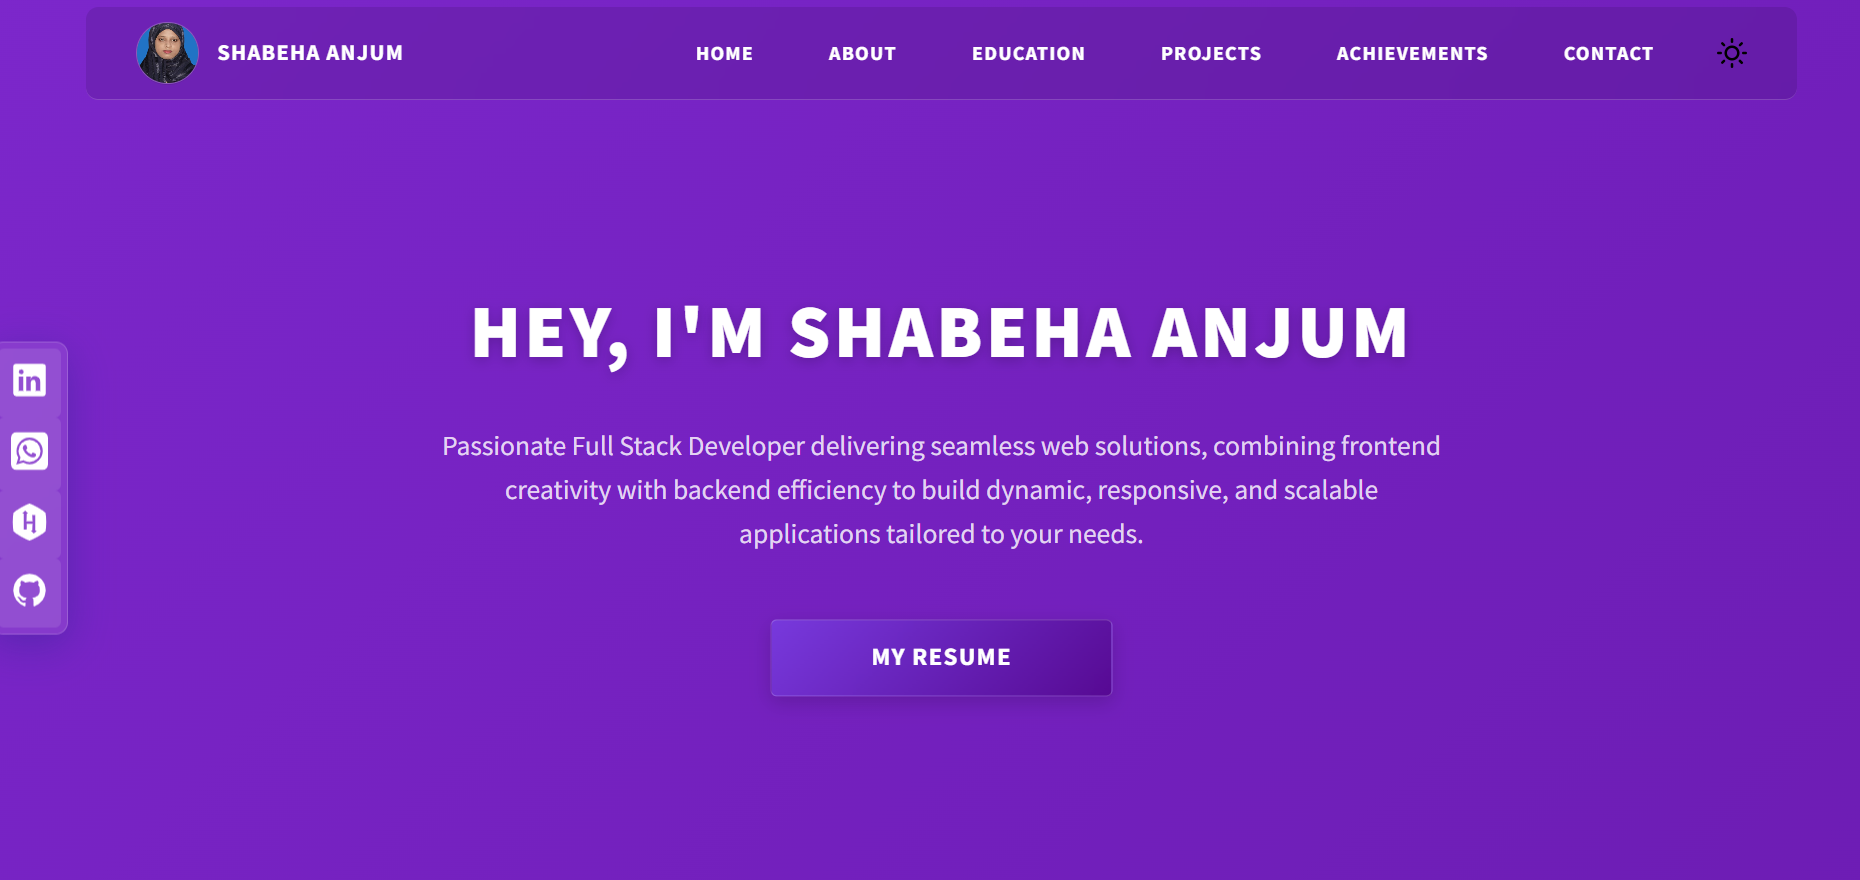 SHABEHA ANJUM
HOME
ABOUT
EDUCATION
PROJECTS
ACHIEVEMENTS
CONTACT
HEY, I'M SHABEHA ANJUM
in
H
Passionate Full Stack Developer delivering seamless web solutions, combining frontend
creativity with backend efficiency to build dynamic, responsive, and scalable
applications tailored to your needs.
MY RESUME